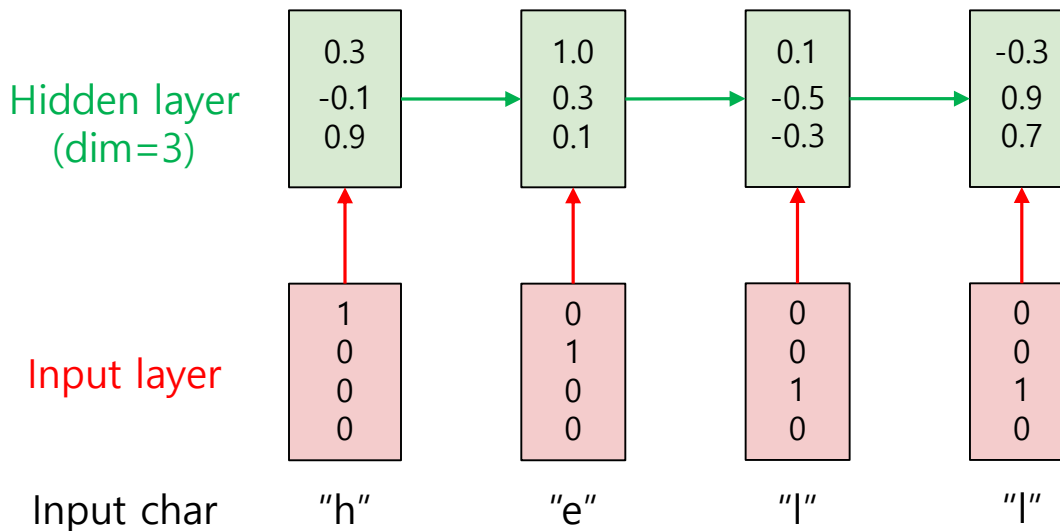 0.3 1.0 0.1 -0.3
Hidden layer -0.1 0.3 -0.5 0.9
(dim=3) 0.9 0.1 -0.3 0.7
1 0 0 0
0 1 0 0
Input layer 0 0 1 1
0 0 0 0
Input char "h" "e" "l" "l"